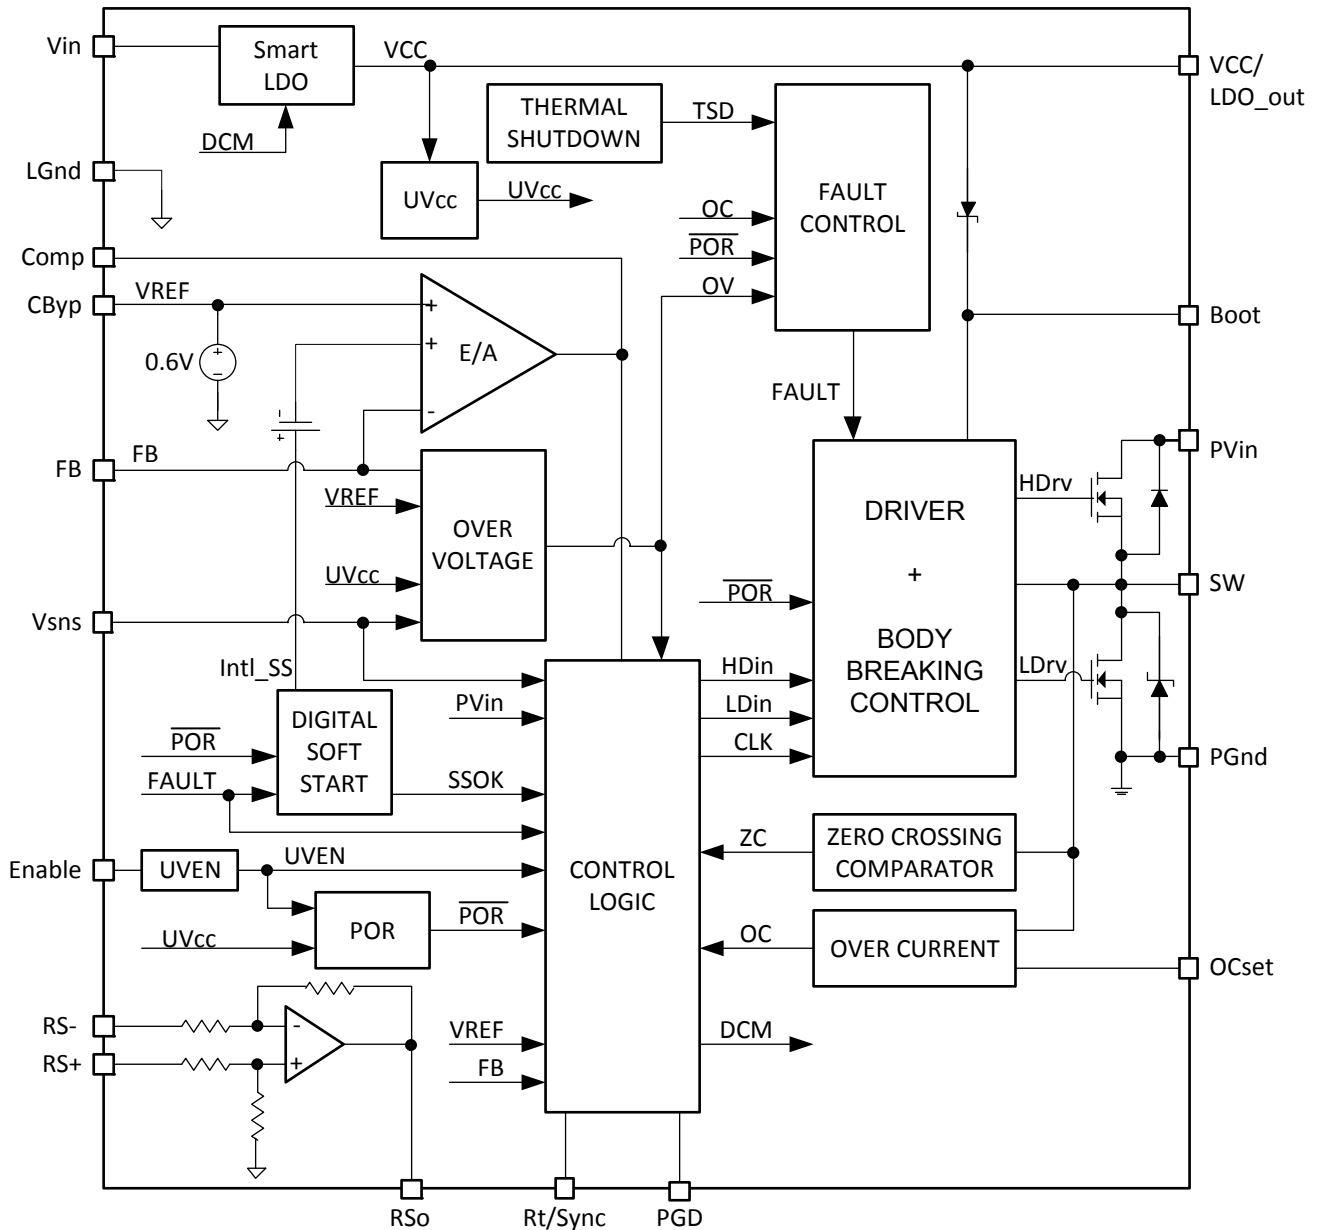 Vin
Smart
LDO
VCC
VCC/
LDO_out
DCM
THERMAL
SHUTDOWN
TSD
LGnd
UVcc
UVcc
FAULT
CONTROL
OC
POR
OV
Comp
CByp
VREF
+
+
E/A
-
0.6V
+
-
-
+
Boot
FAULT
FB
FB
VREF
OVER
VOLTAGE
UVcc
Vsns
PVin
HDrv
DRIVER
+
BODY
BREAKING
CONTROL
SW
POR
LDrv
Intl_SS
HDin
LDin
CLK
PVin
DIGITAL
SOFT
START
POR
FAULT
SSOK
PGnd
Enable
UVEN
UVEN
CONTROL
LOGIC
ZC
ZERO CROSSING
COMPARATOR
POR
POR
UVcc
OC
OVER CURRENT
OCset
RS-
-
RS+
+
VREF
FB
DCM
RSo
Rt/Sync
PGD